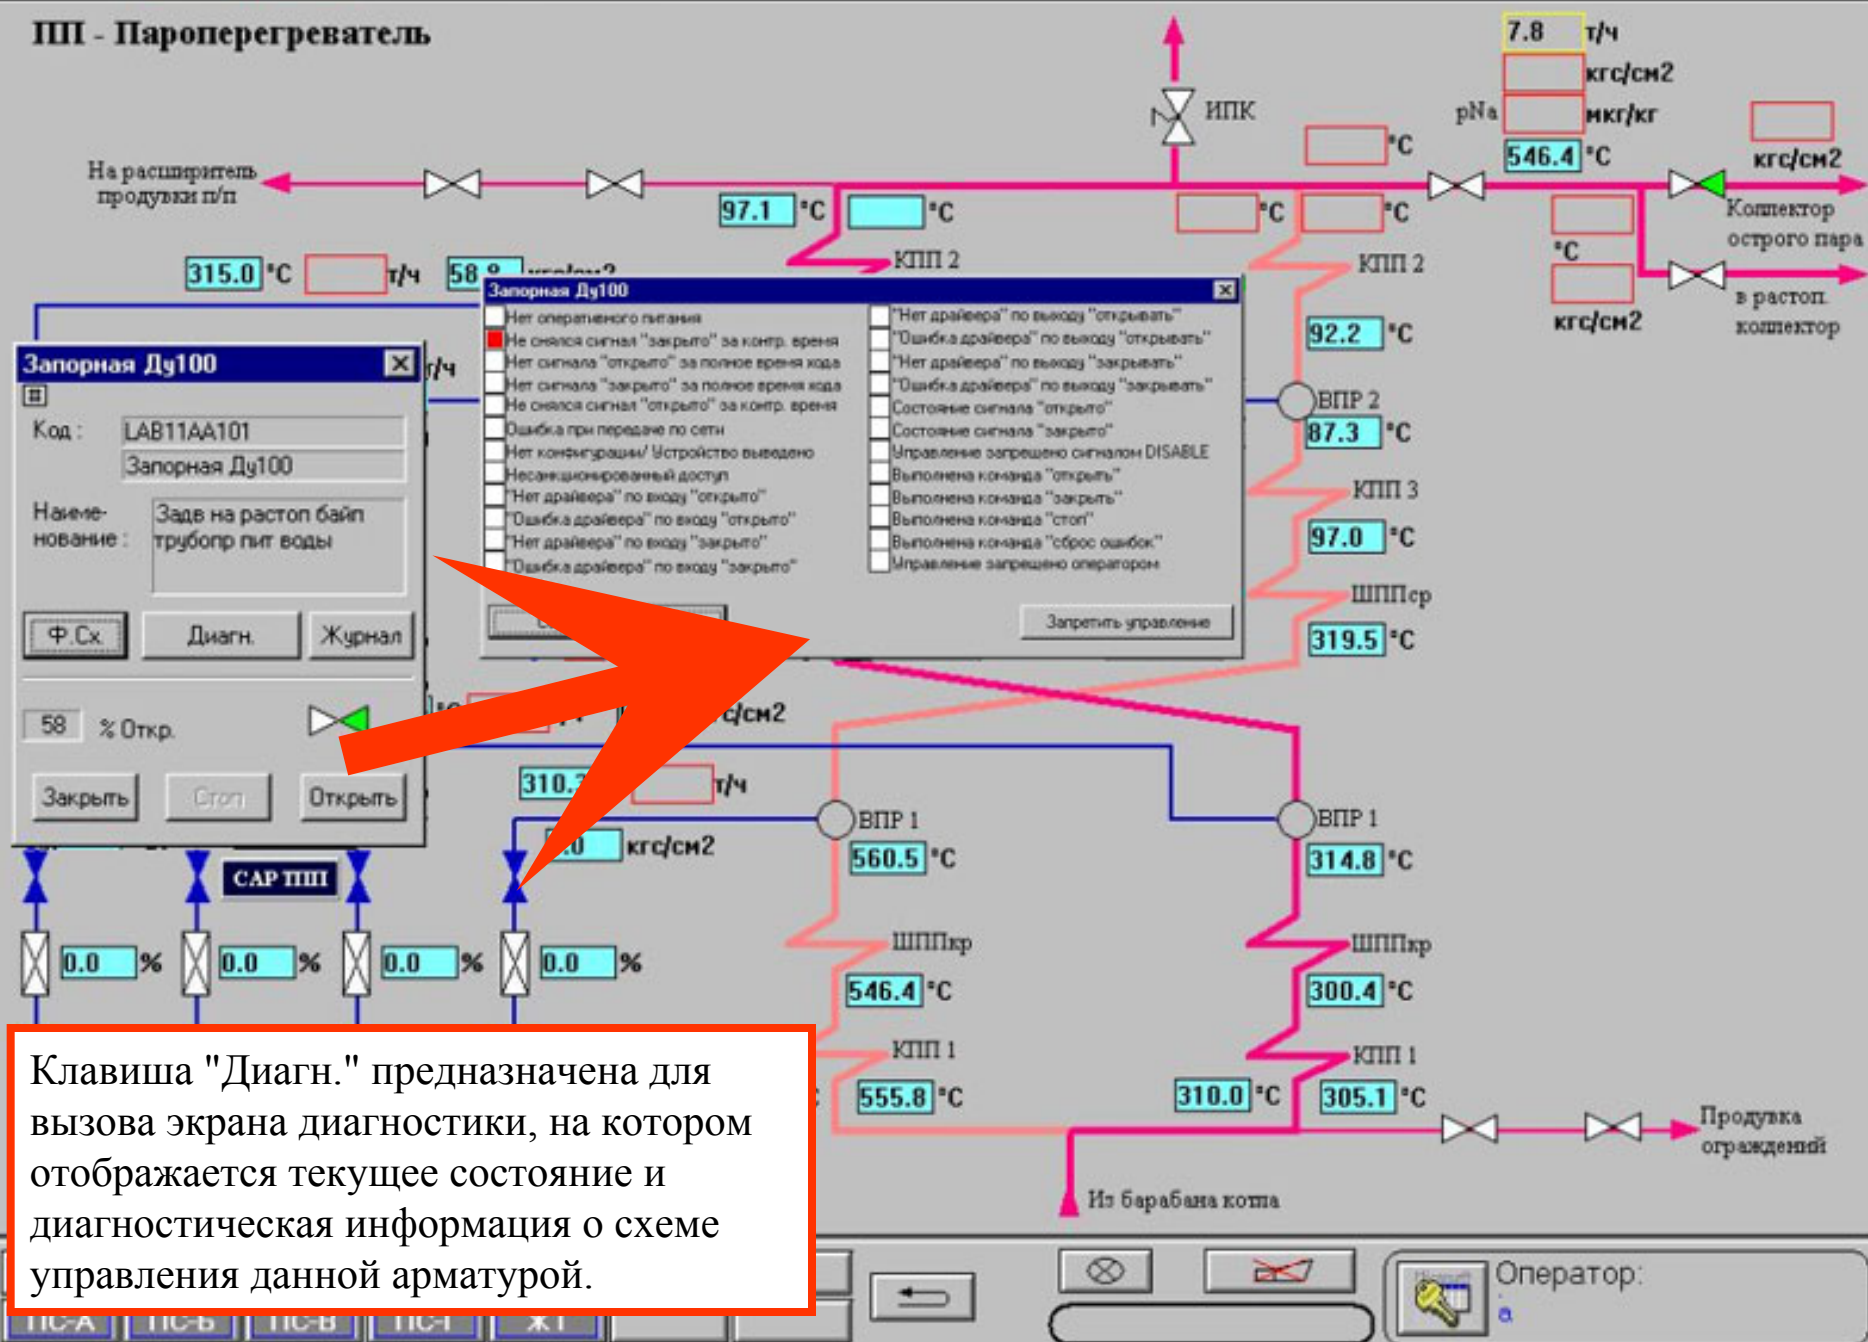 ПП - Пароперегреватель
7.8 т/ч
кгс/см2
pNa мкг/кг
546.4 °C
ИПК
°C
кгс/см2
На расширитель
продувки п/п
97.1 °C
°C
°C
°C
Коллектор
острого пара
°C
кгс/см2
в растоп.
коллектор
315.0 °C
т/ч
КПП 2
КПП 2
92.2 °C
ВПР 2
87.3 °C
КПП 3
97.0 °C
ШППср
319.5 °C
Запорная Ду100
Нет оперативного питания
Не снялся сигнал "закрыто" за контр. время
Нет сигнала "открыто" за полное время хода
Нет сигнала "закрыто" за полное время хода
Не снялся сигнал "открыто" за контр. время
Ошибка при передаче по сети
Нет конфигурации/ Устройство выведено
Несанкционированный доступ
"Нет драйвера" по входу "открыто"
"Ошибка драйвера" по входу "открыто"
"Нет драйвера" по входу "закрыто"
"Ошибка драйвера" по входу "закрыто"
"Нет драйвера" по выходу "открывать"
"Ошибка драйвера" по выходу "открывать"
"Нет драйвера" по выходу "закрывать"
"Ошибка драйвера" по выходу "закрывать"
Состояние сигнала "открыто"
Состояние сигнала "закрыто"
Управление запрещено сигналом DISABLE
Выполнена команда "открыть"
Выполнена команда "закрыть"
Выполнена команда "стоп"
Выполнена команда "сброс ошибок"
Управление запрещено оператором
Запретить управление
Запорная Ду100
Код : LAB11AA101
Запорная Ду100
Наиме-
нование :
Задв на растоп байп
трубопр пит воды
Ф.Сх. Диагн. Журнал
58 % Откр.
Закрыть Стоп Открыть
т/ч
кгс/см2
ВПР 1
560.5 °C
ВПР 1
314.8 °C
САР ПП
0.0 %
0.0 %
0.0 %
0.0 %
ШППкр
546.4 °C
ШППкр
300.4 °C
КПП 1
555.8 °C
КПП 1
310.0 °C
305.1 °C
Продувка
ограждений
Из барабана котла
Клавиша "Диагн." предназначена для
вызова экрана диагностики, на котором
отображается текущее состояние и
диагностическая информация о схеме
управления данной арматурой.
ПС-А ПС-Б ПС-В ПС-Г ЖТ
Оператор:
а